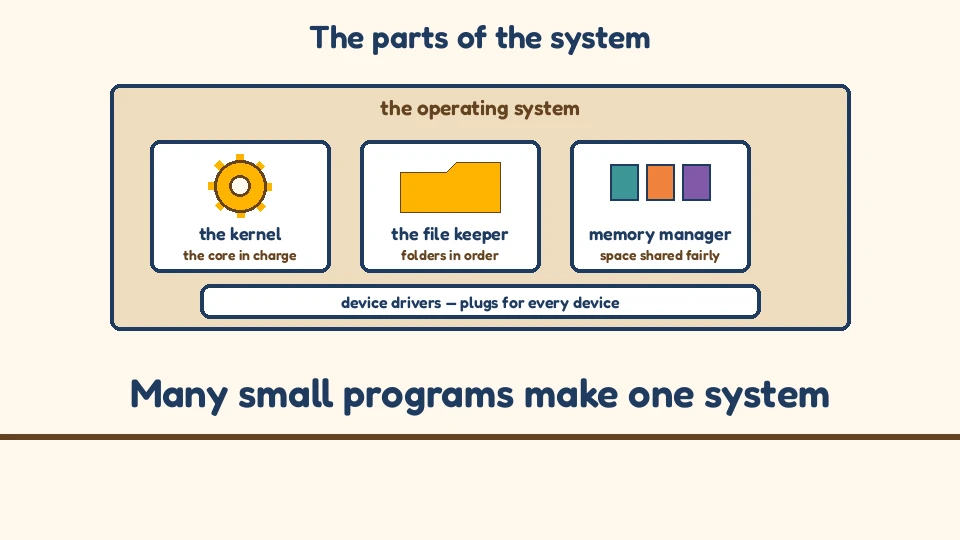 The parts of the system
the operating system
the kernel
the core in charge
the file keeper
folders in order
memory manager
space shared fairly
device drivers — plugs for every device
Many small programs make one system